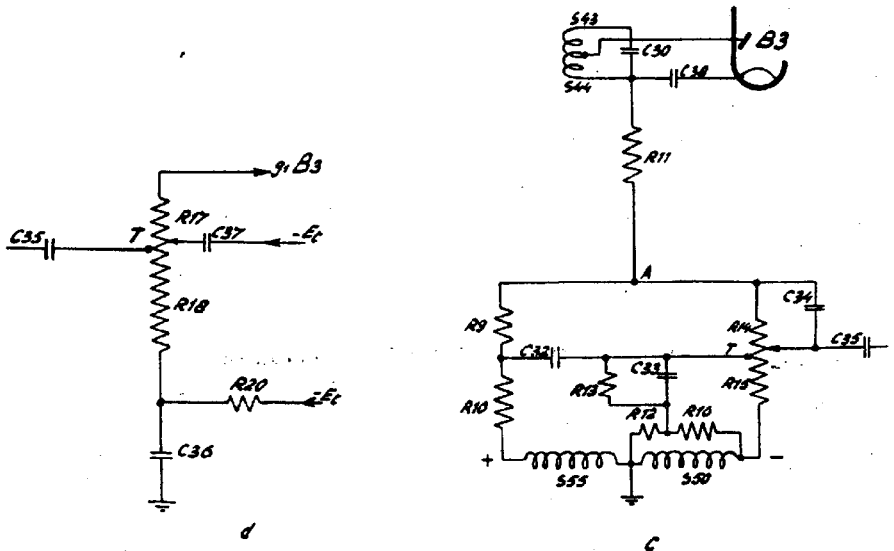 S43
C30
B3
S44
C38
R11
g1 B3
R17
C35
T
C37
-Et
R18
R20
-Et
C36
d
A
R9
C34
R14
C32
T
C35
R13
C33
R15
R10
R12
R16
+
S55
S50
-
C